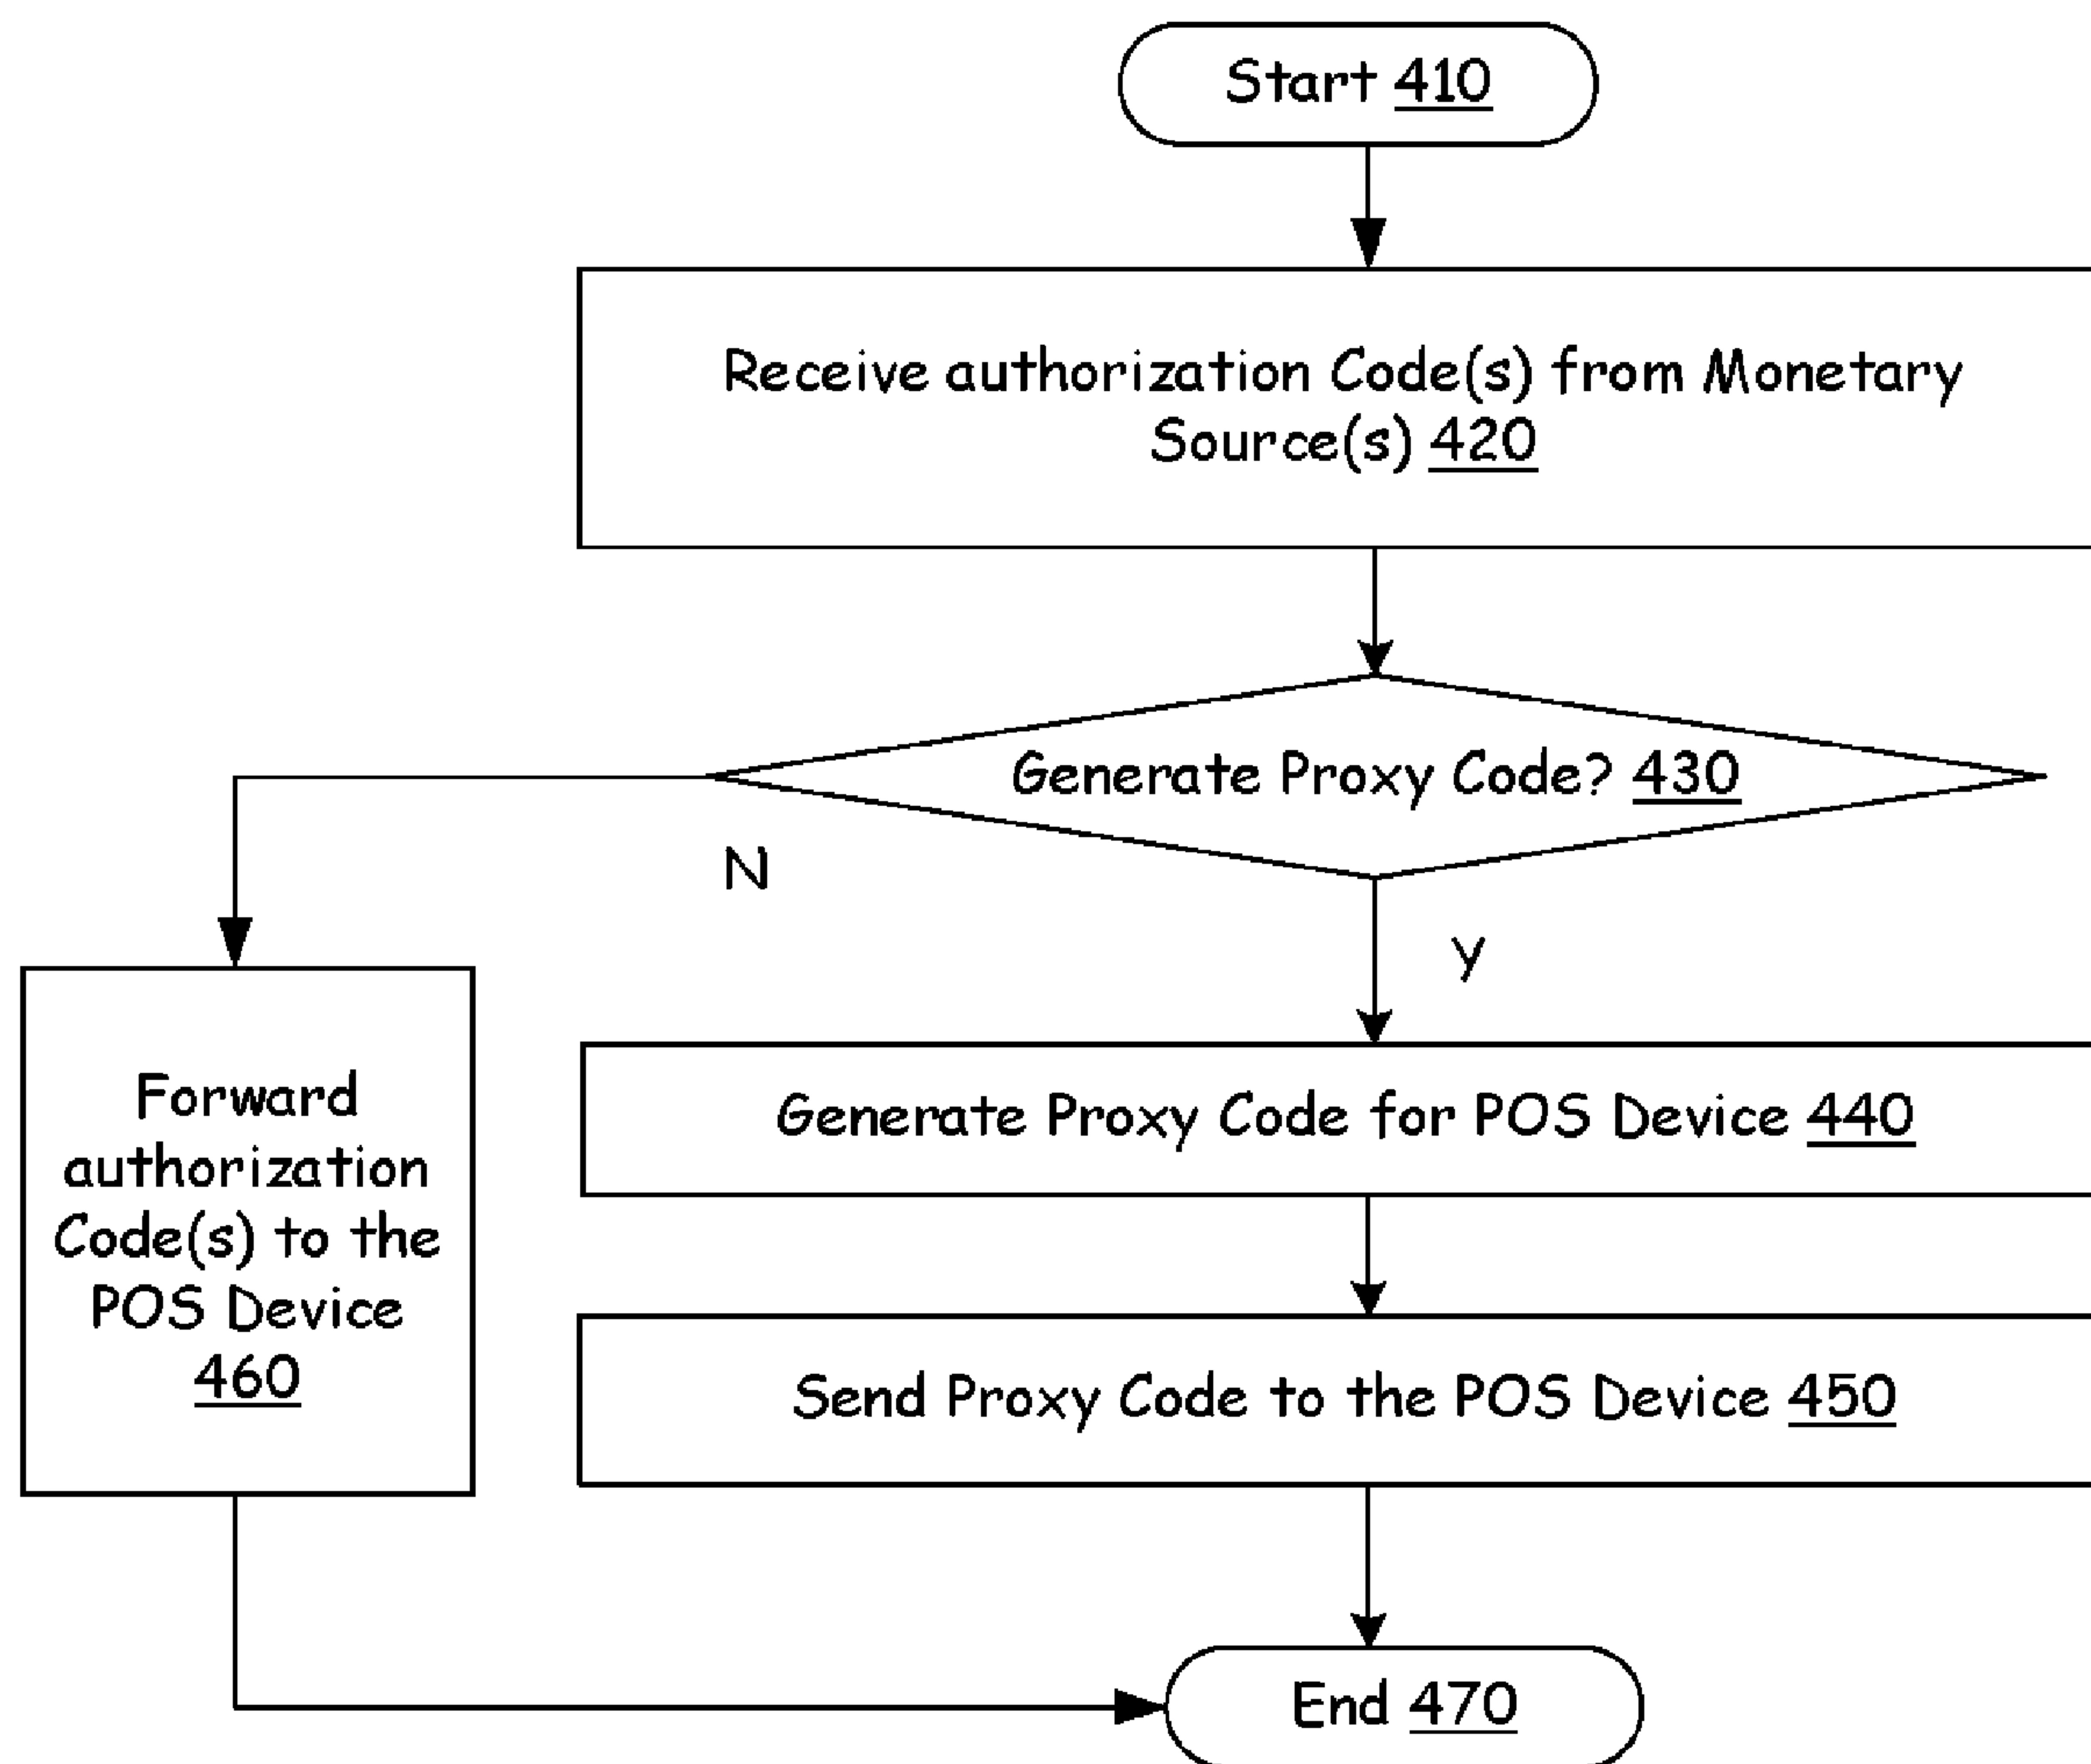 Start 410
Receive authorization Code(s) from Monetary
Source(s) 420
Generate Proxy Code? 430
N
y
Generate Proxy Code for POS Device 440
Forward
authorization
Code(s) to the
POS Device
460
Send Proxy Code to the POS Device 450
End 470